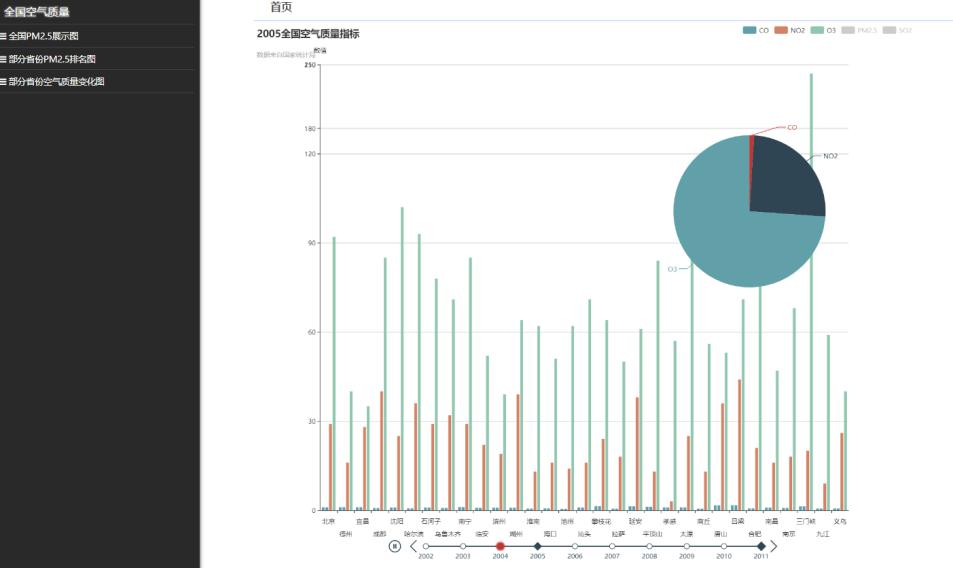 全国空气质量
全国PM2.5展示图
部分省份PM2.5排名图
部分省份空气质量变化图
首页
2005全国空气质量指标
数据来自国家统计局
数值
CO NO2 O3 PM2.5 SO2
250
180
120
90
60
30
0
CO
NO2
O3
北京 宜昌 沈阳 石河子 南宁 滨州 淮南 池州 攀枝花 延安 孝感 商丘 吕梁 南昌 三门峡 义乌
成都 哈尔滨 乌鲁木齐 临安 湖州 海口 汕头 拉萨 平顶山 太原 唐山 合肥 南京 九江
2002 2003 2004 2005 2006 2007 2008 2009 2010 2011